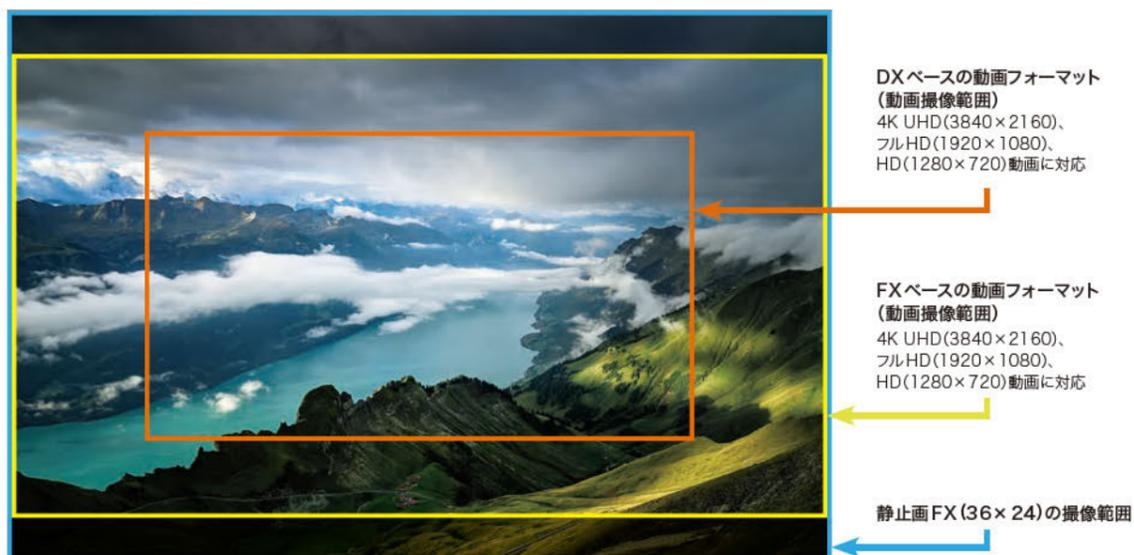 DXベースの動画フォーマット
(動画撮像範囲)
4K UHD(3840×2160)、
フルHD(1920×1080)、
HD(1280×720)動画に対応
FXベースの動画フォーマット
(動画撮像範囲)
4K UHD(3840×2160)、
フルHD(1920×1080)、
HD(1280×720)動画に対応
静止画FX(36×24)の撮像範囲